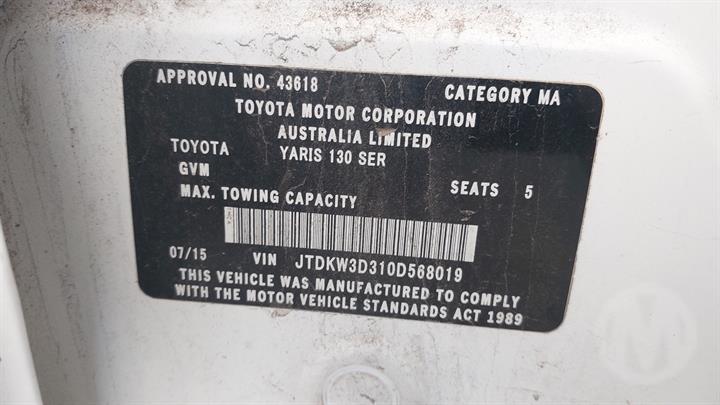 APPROVAL NO. 43618 CATEGORY MA
TOYOTA MOTOR CORPORATION
AUSTRALIA LIMITED
TOYOTA YARIS 130 SER
GVM SEATS 5
MAX. TOWING CAPACITY
07/15 VIN JTDKW3D310D568019
THIS VEHICLE WAS MANUFACTURED TO COMPLY
WITH THE MOTOR VEHICLE STANDARDS ACT 1989
M